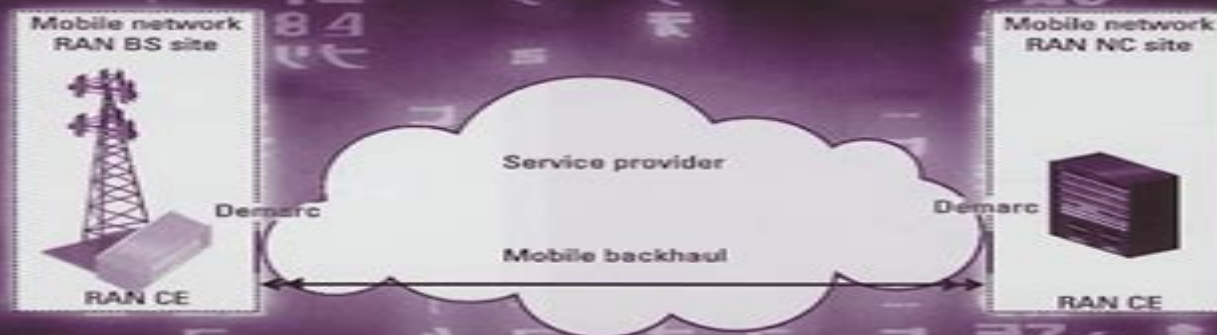 Mobile network
RAN BS site
84
Mobile network
RAN NC site
Service provider
Demarc
Demarc
Mobile backhaul
RAN CE
RAN CE